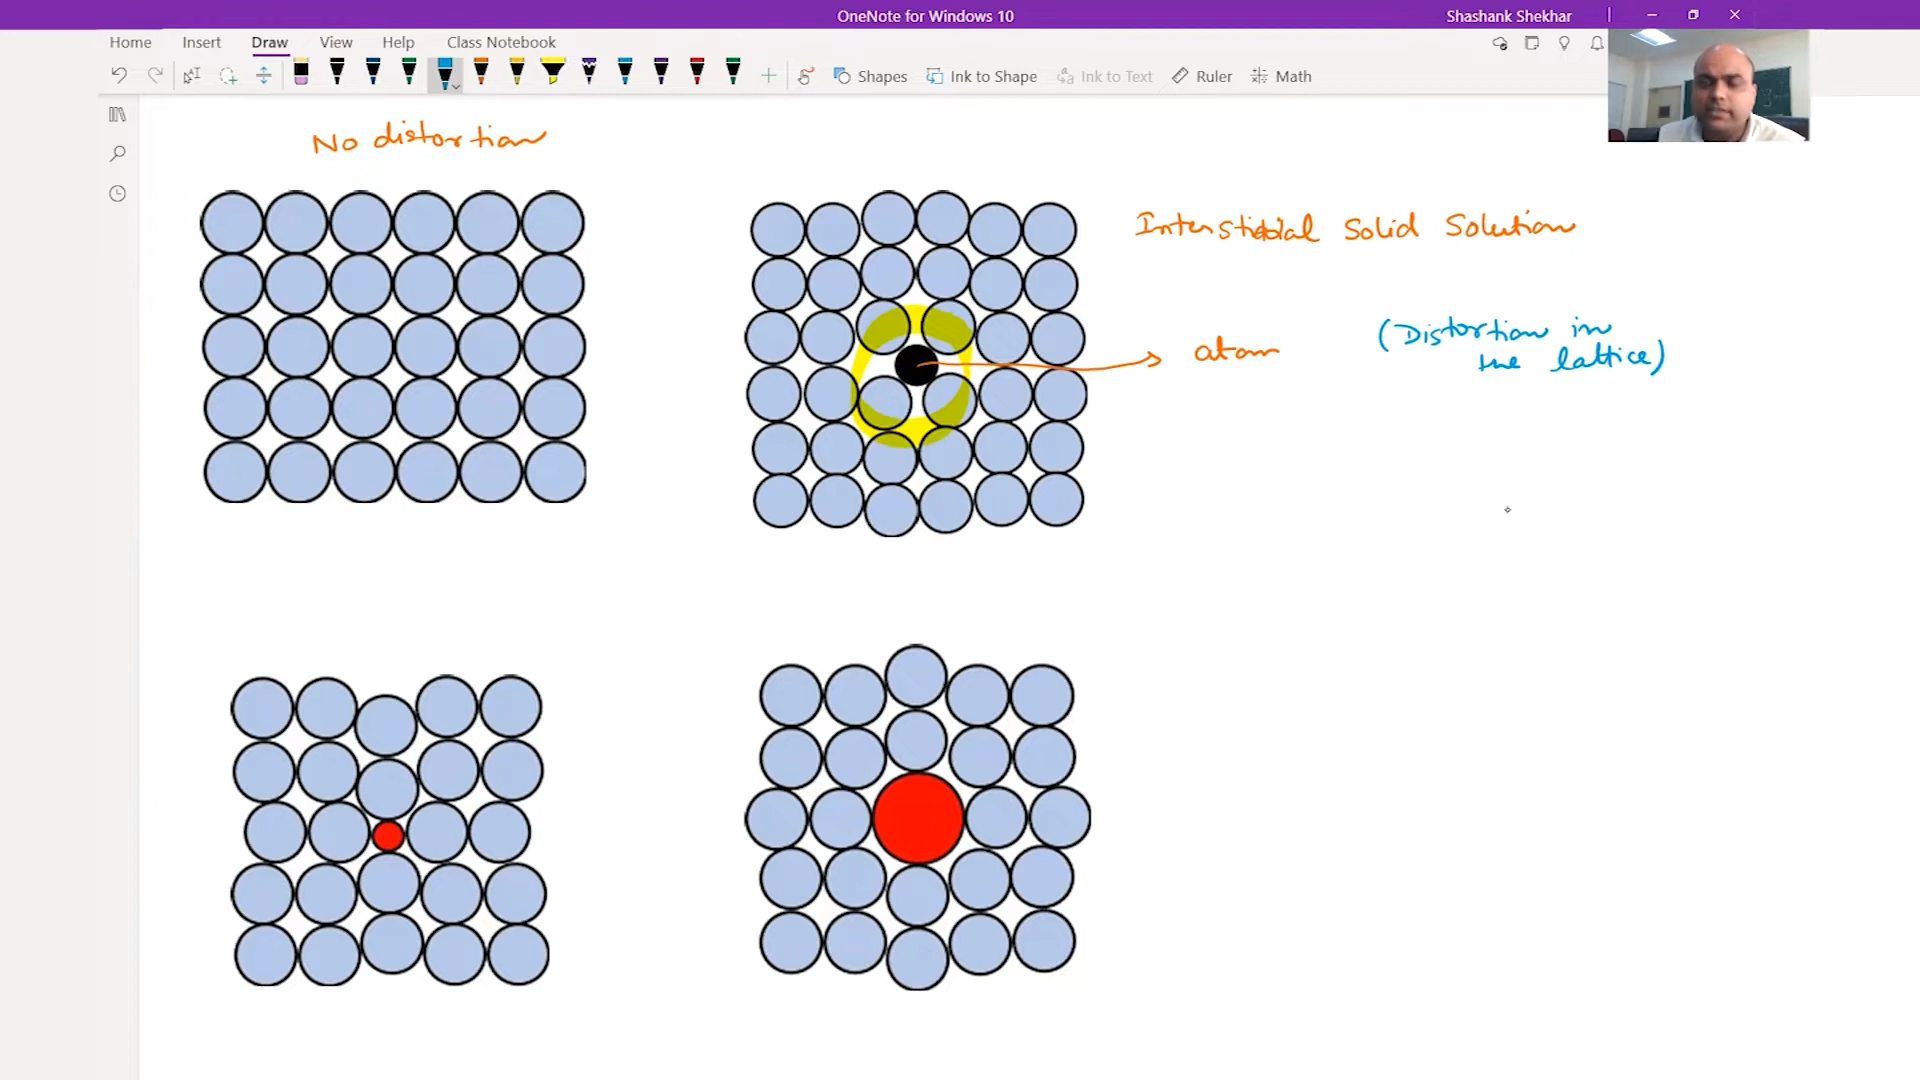 OneNote for Windows 10
Shashank Shekhar
Home Insert Draw View Help Class Notebook
Shapes Ink to Shape Ink to Text Ruler Math
No distortion
Interstitial Solid Solution
atom
(Distortion in
the lattice)